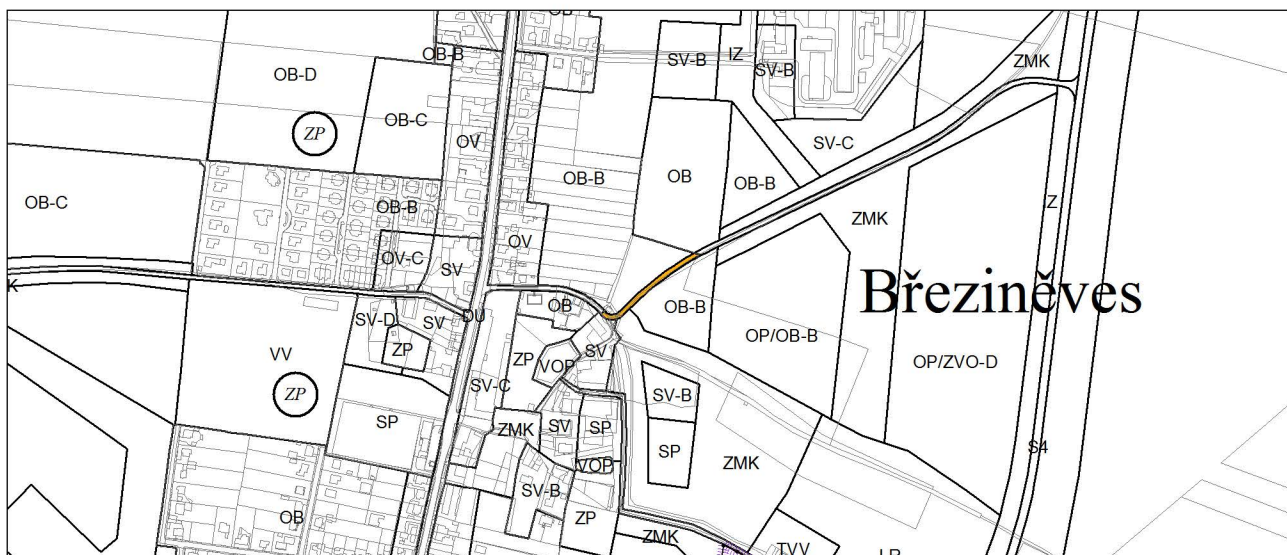 OB
OB-B
SV-B
IZ
SV-B
ZMK
OB-D
OB-C
ZP
OV
SV-C
OB-B
OB
OB-B
OB-C
OB-B
ZMK
IZ
OV-C
SV
OV
Březiněves
K
SV-D
SV
DU
OB
OB-B
OP/OB-B
VV
ZP
ZP
VOP
SV
OP/ZVO-D
ZP
SV-C
SV-B
SP
ZMK
SV
SP
SP
ZMK
S4
VOP
SV-B
OB
ZP
ZMK
TVV